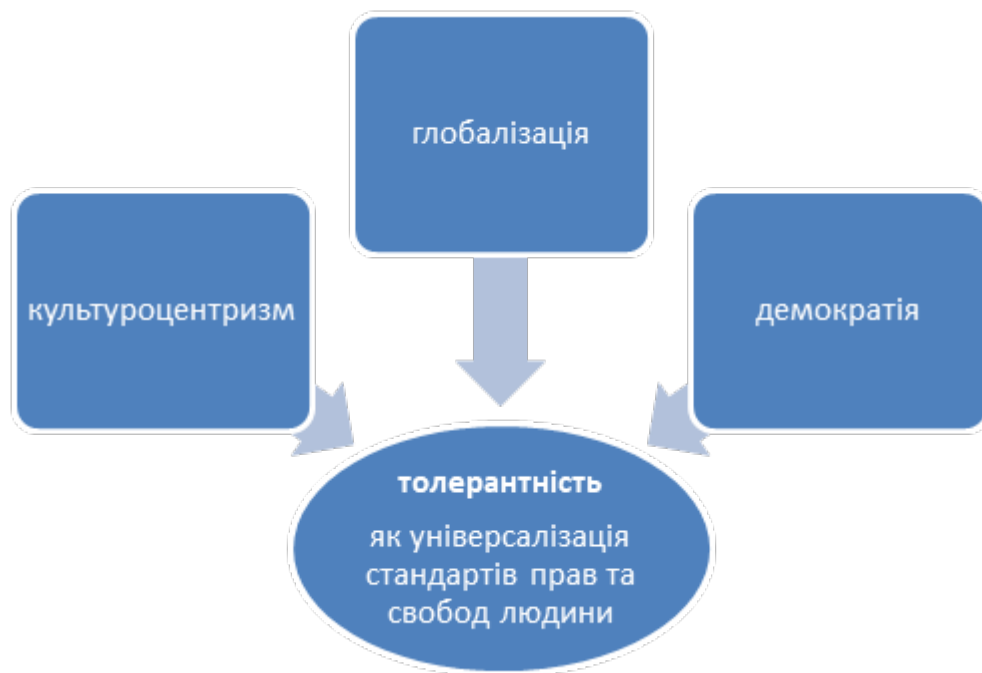 глобалізація
культуроцентризм
демократія
толерантність
як універсалізація
стандартів прав та
свобод людини